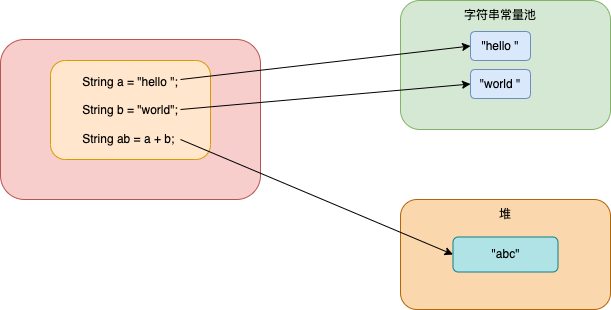 字符串常量池
"hello "
"world "
String a = "hello ";
String b = "world";
String ab = a + b;
堆
"abc"